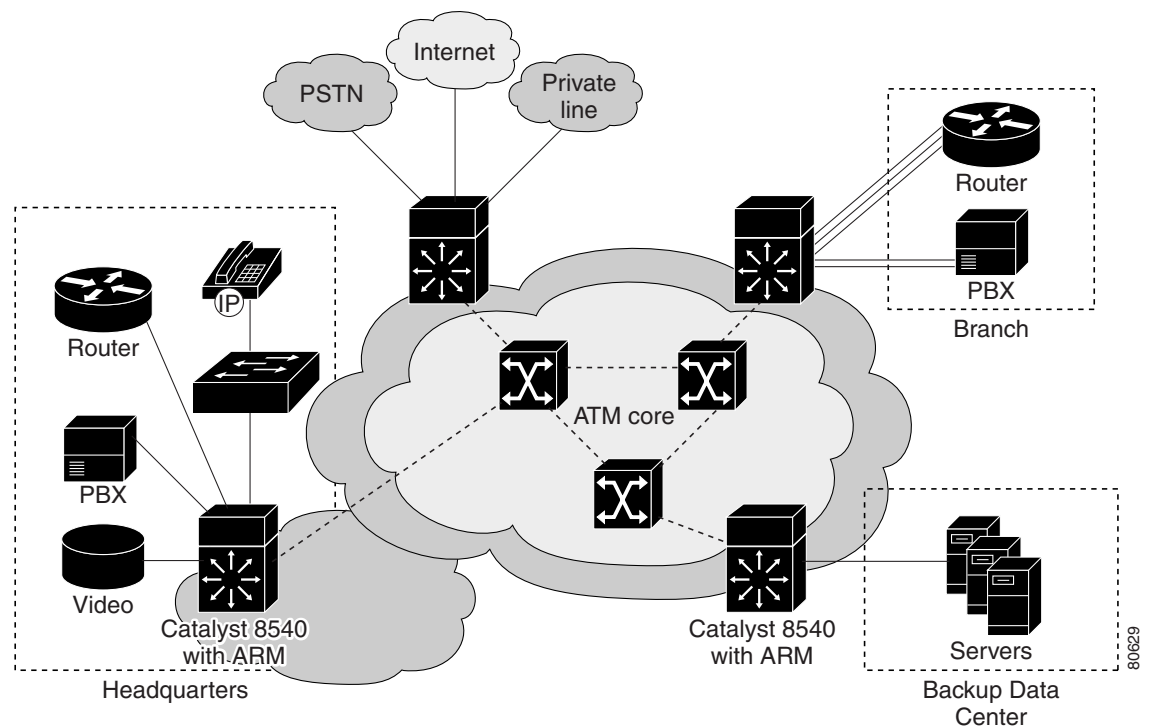 Internet
PSTN
Private
line
Router
PBX
Branch
IP
Router
PBX
Video
Catalyst 8540
with ARM
Headquarters
ATM core
Catalyst 8540
with ARM
Servers
Backup Data
Center
80629